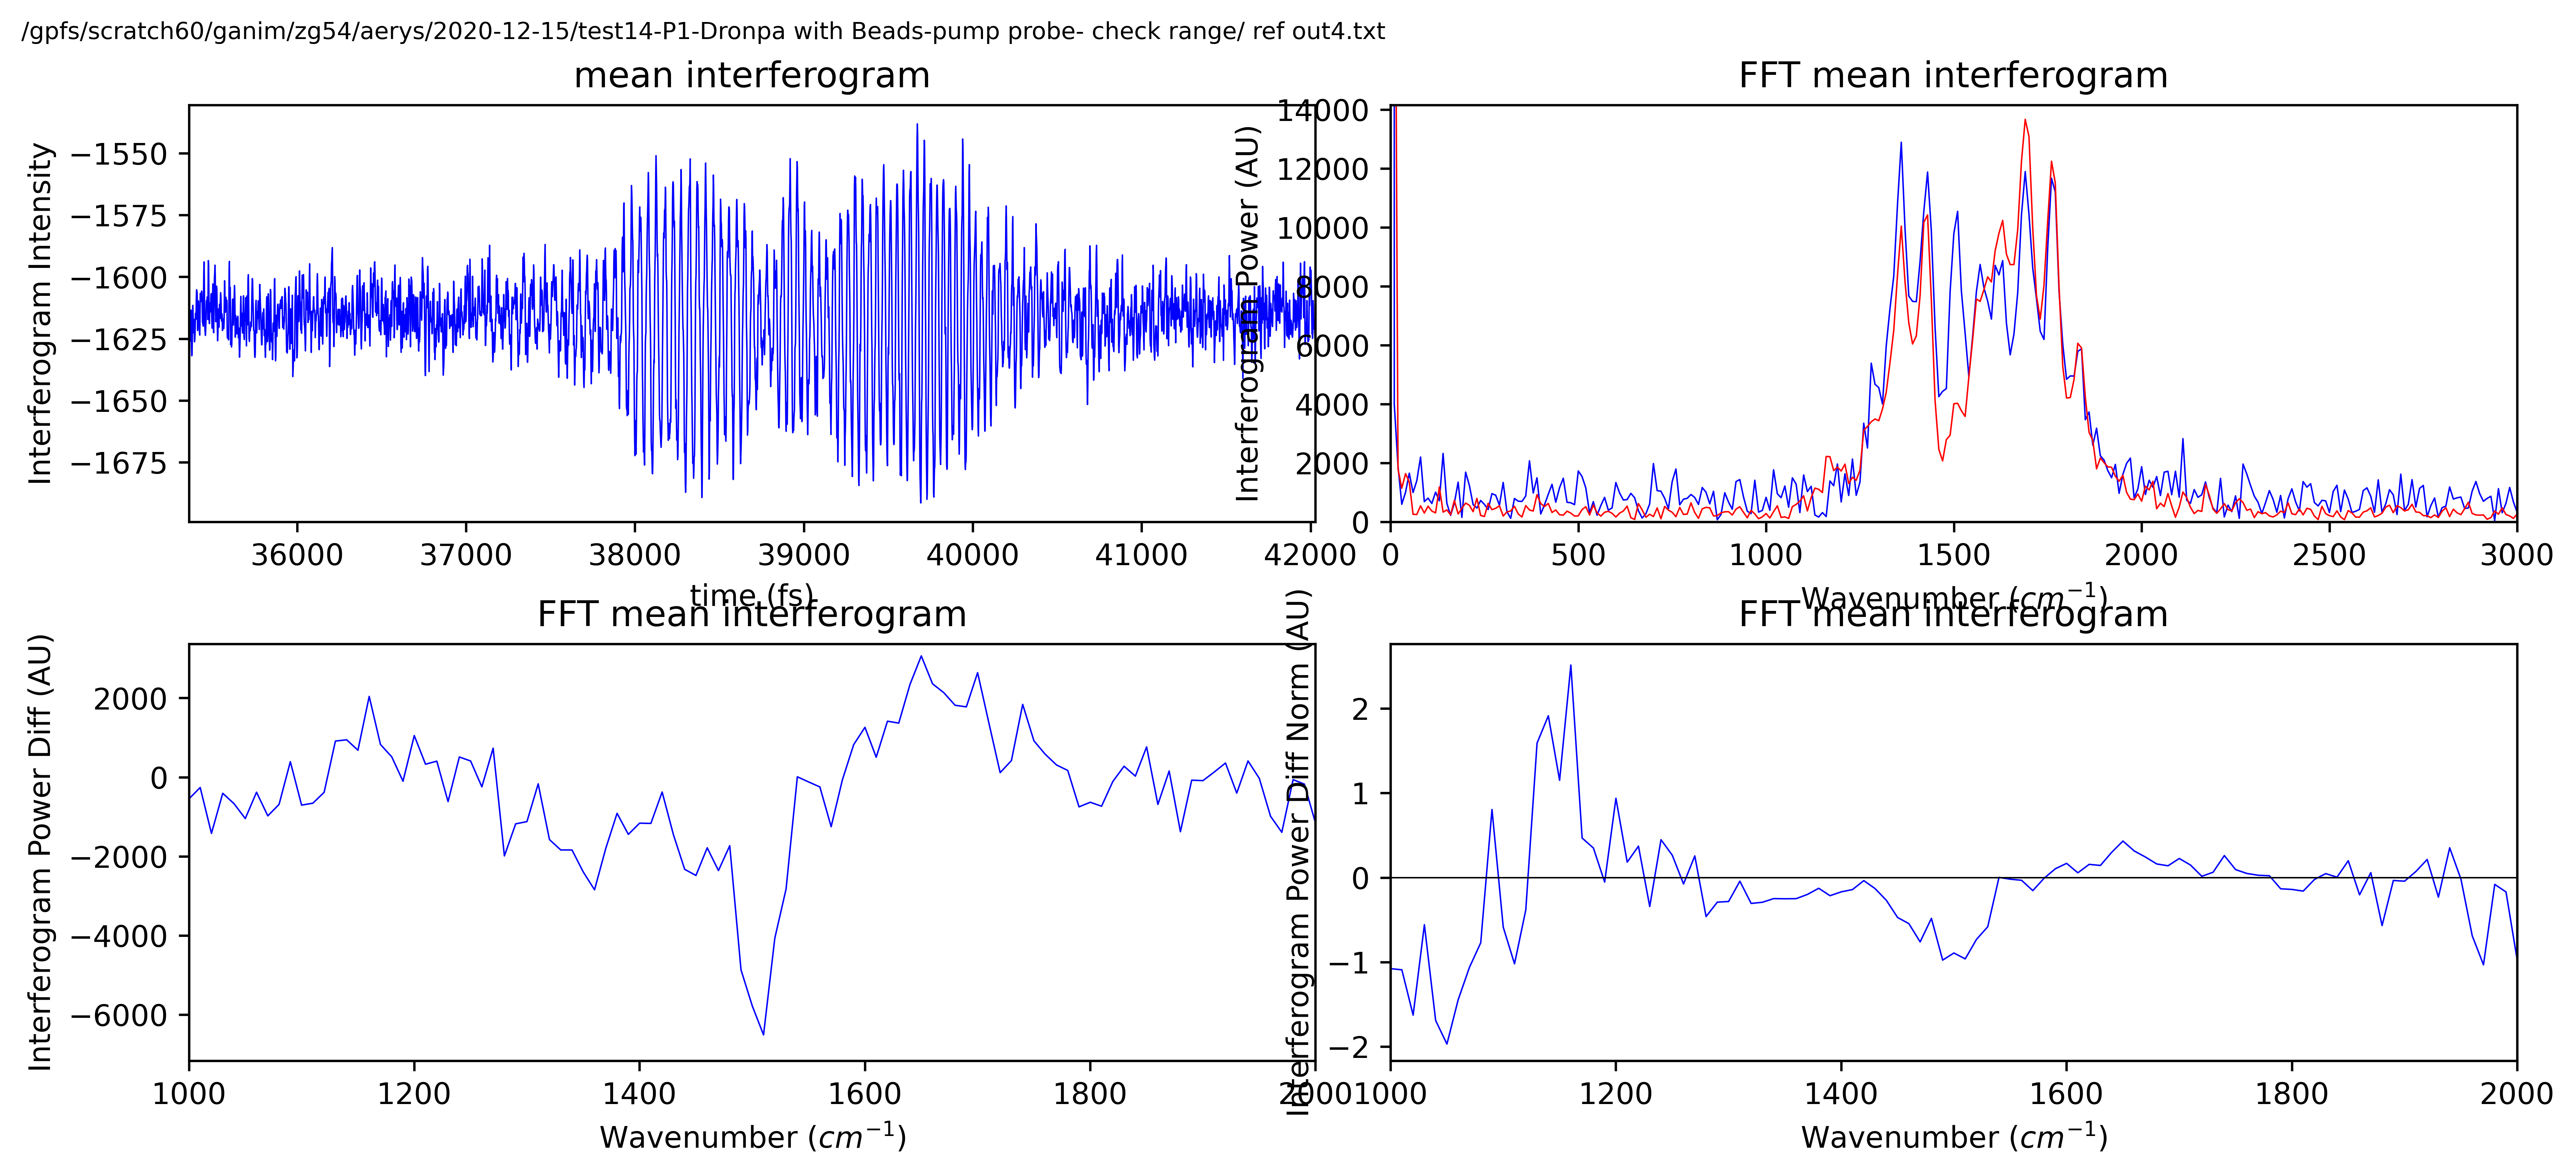 /gpfs/scratch60/ganim/zg54/aerys/2020-12-15/test14-P1-Dronpa with Beads-pump probe- check range/ ref out4.txt
mean interferogram
Interferogram Intensity
−1550
−1575
−1600
−1625
−1650
−1675
36000 37000 38000 39000 40000 41000 42000
time (fs)
FFT mean interferogram
Interferogram Power (AU)
14000
12000
10000
8000
6000
4000
2000
0
0 500 1000 1500 2000 2500 3000
Wavenumber (cm⁻¹)
FFT mean interferogram
Interferogram Power Diff (AU)
2000
0
−2000
−4000
−6000
1000 1200 1400 1600 1800 2000
Wavenumber (cm⁻¹)
FFT mean interferogram
Interferogram Power Diff Norm (AU)
2
1
0
−1
−2
1000 1200 1400 1600 1800 2000
Wavenumber (cm⁻¹)